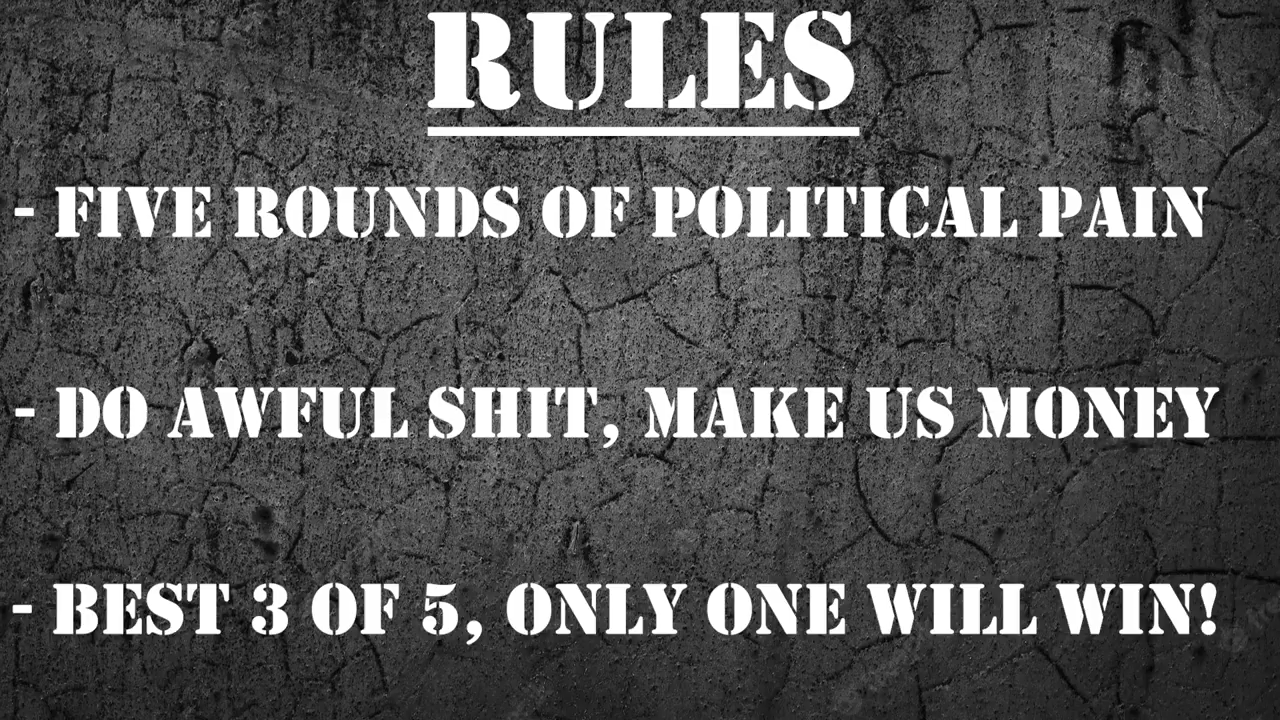 RULES
- FIVE ROUNDS OF POLITICAL PAIN
- DO AWFUL SHIT, MAKE US MONEY
- BEST 3 OF 5, ONLY ONE WILL WIN!